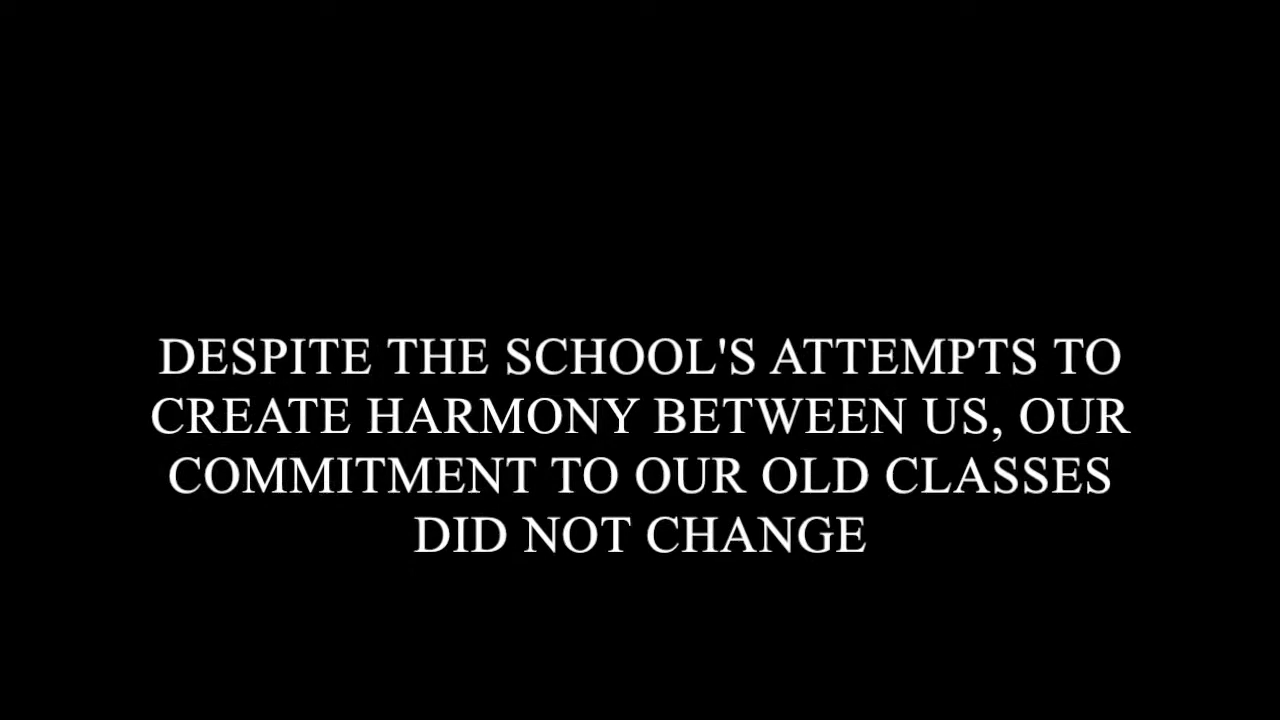 DESPITE THE SCHOOL'S ATTEMPTS TO
CREATE HARMONY BETWEEN US, OUR
COMMITMENT TO OUR OLD CLASSES
DID NOT CHANGE